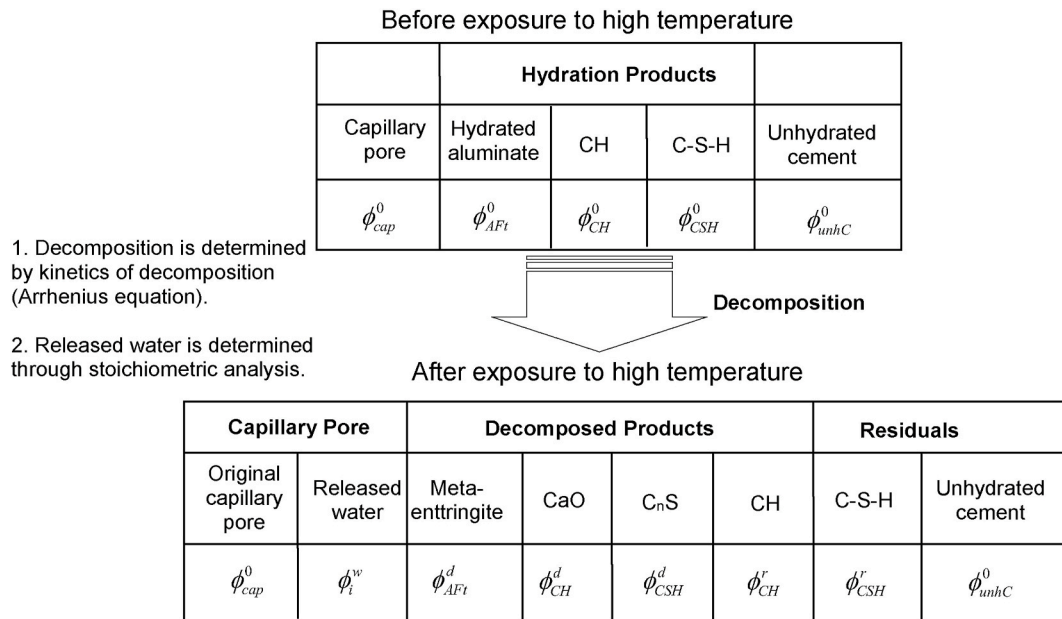 Before exposure to high temperature
Hydration Products
Capillary pore
Hydrated aluminate
CH
C-S-H
Unhydrated cement
ϕ⁰cap
ϕ⁰AFt
ϕ⁰CH
ϕ⁰CSH
ϕ⁰unhC
1. Decomposition is determined
by kinetics of decomposition
(Arrhenius equation).
2. Released water is determined
through stoichiometric analysis.
Decomposition
After exposure to high temperature
Capillary Pore
Decomposed Products
Residuals
Original
capillary
pore
Released
water
Meta-
enttringite
CaO
CnS
CH
C-S-H
Unhydrated
cement
ϕ⁰cap
ϕʷi
ϕᵈAFt
ϕᵈCH
ϕᵈCSH
ϕʳCH
ϕʳCSH
ϕ⁰unhC